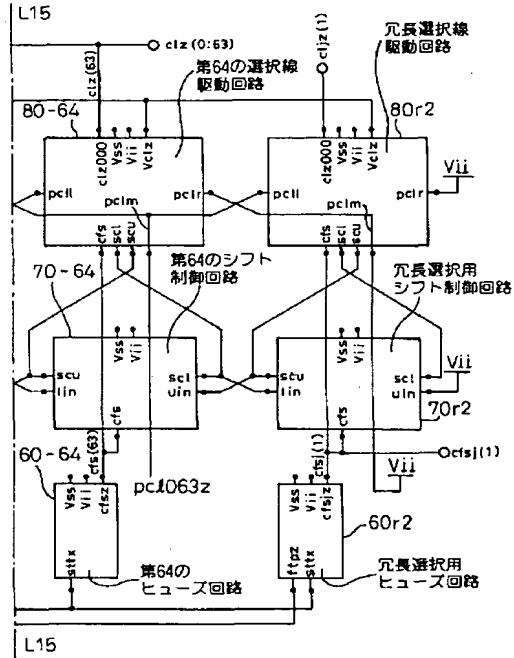 L15
clz(0:63)
cljz(1)
clz(63)
第64の選択線
駆動回路
冗長選択線
駆動回路
80-64
80r2
clz000
Vss
Vii
Vclz
clz000
Vss
Vii
Vclz
Vii
pcll
pclr
pcll
pclr
pclm
pclm
cfs
scl
scu
cfs
scl
scu
第64のシフト
制御回路
冗長選択用
シフト制御回路
70-64
Vss
Vii
Vss
Vii
Vii
scu
lin
scl
uin
scu
lin
scl
uin
cfs
cfs
70r2
60-64
cfs(63)
cfsj(1)
cfsj(1)
pcl063z
Vii
Vss
Vii
cfsz
Vss
Vii
cfsjz
60r2
sttx
ftpz
sttx
第64の
ヒューズ回路
冗長選択用
ヒューズ回路
L15